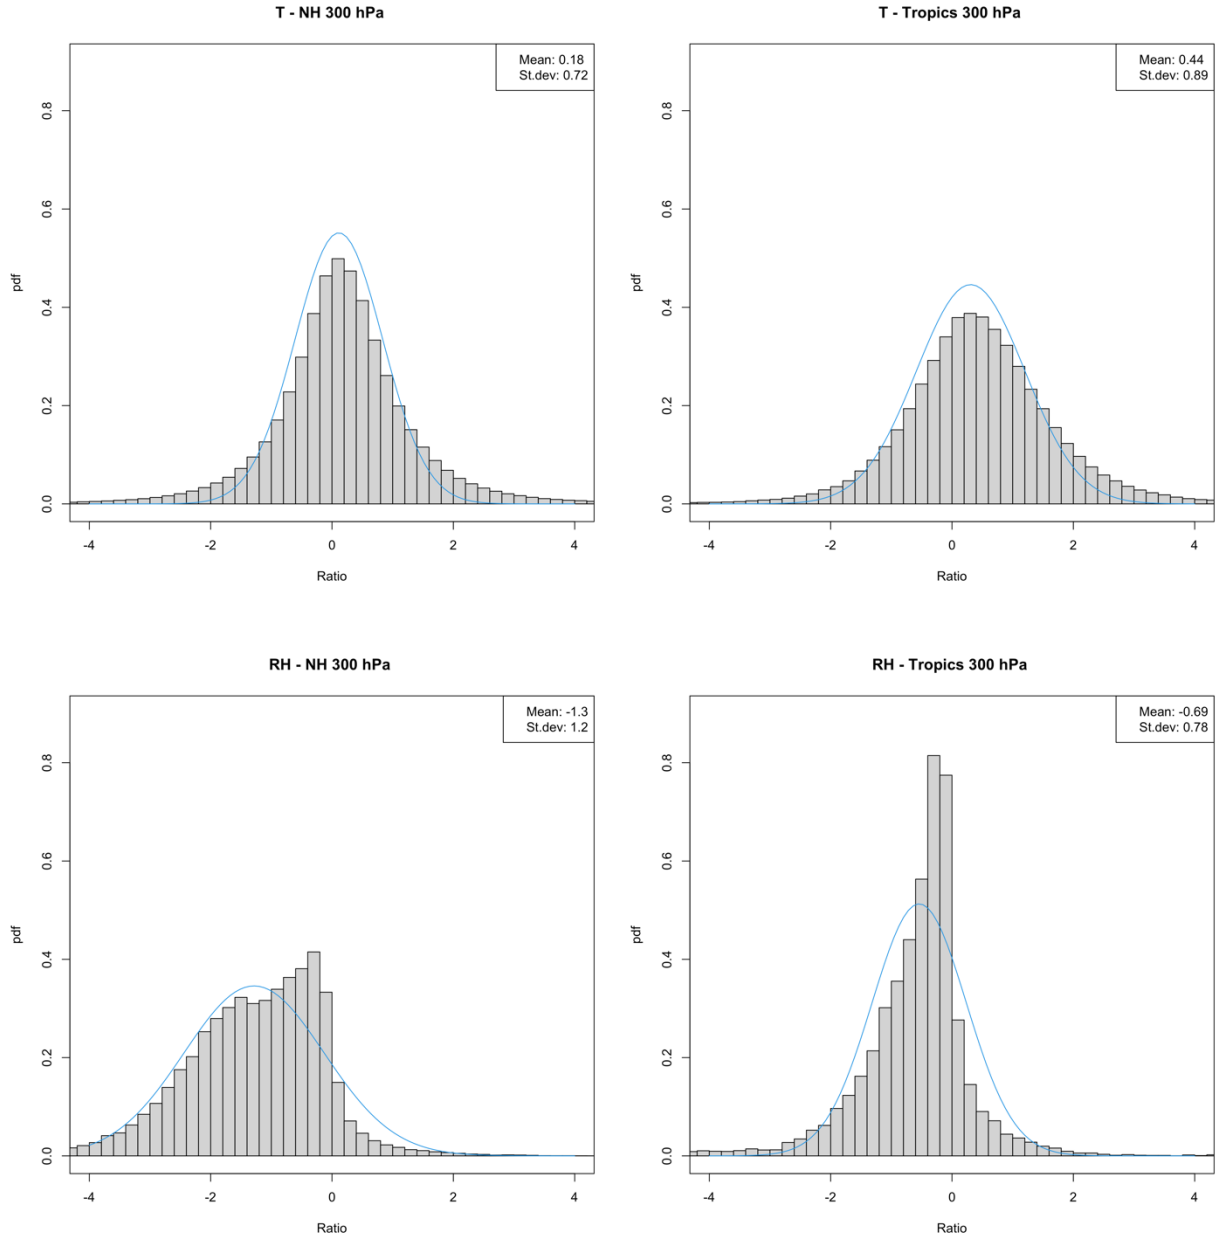 T - NH 300 hPa
Mean: 0.18
St.dev: 0.72
pdf
0.0
0.2
0.4
0.6
0.8
-4
-2
0
2
4
Ratio
T - Tropics 300 hPa
Mean: 0.44
St.dev: 0.89
pdf
0.0
0.2
0.4
0.6
0.8
-4
-2
0
2
4
Ratio
RH - NH 300 hPa
Mean: -1.3
St.dev: 1.2
pdf
0.0
0.2
0.4
0.6
0.8
-4
-2
0
2
4
Ratio
RH - Tropics 300 hPa
Mean: -0.69
St.dev: 0.78
pdf
0.0
0.2
0.4
0.6
0.8
-4
-2
0
2
4
Ratio